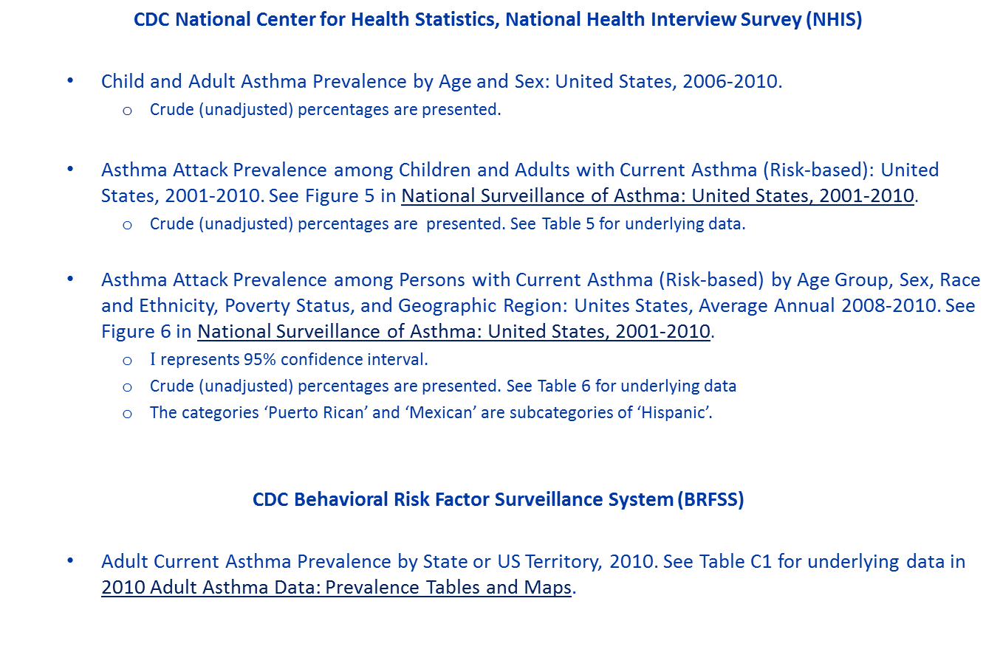 CDC National Center for Health Statistics, National Health Interview Survey (NHIS)
• Child and Adult Asthma Prevalence by Age and Sex: United States, 2006-2010.
o Crude (unadjusted) percentages are presented.
• Asthma Attack Prevalence among Children and Adults with Current Asthma (Risk-based): United
States, 2001-2010. See Figure 5 in National Surveillance of Asthma: United States, 2001-2010.
o Crude (unadjusted) percentages are  presented. See Table 5 for underlying data.
• Asthma Attack Prevalence among Persons with Current Asthma (Risk-based) by Age Group, Sex, Race
and Ethnicity, Poverty Status, and Geographic Region: Unites States, Average Annual 2008-2010. See
Figure 6 in National Surveillance of Asthma: United States, 2001-2010.
o I represents 95% confidence interval.
o Crude (unadjusted) percentages are presented. See Table 6 for underlying data
o The categories ‘Puerto Rican’ and ‘Mexican’ are subcategories of ‘Hispanic’.
CDC Behavioral Risk Factor Surveillance System (BRFSS)
• Adult Current Asthma Prevalence by State or US Territory, 2010. See Table C1 for underlying data in
2010 Adult Asthma Data: Prevalence Tables and Maps.